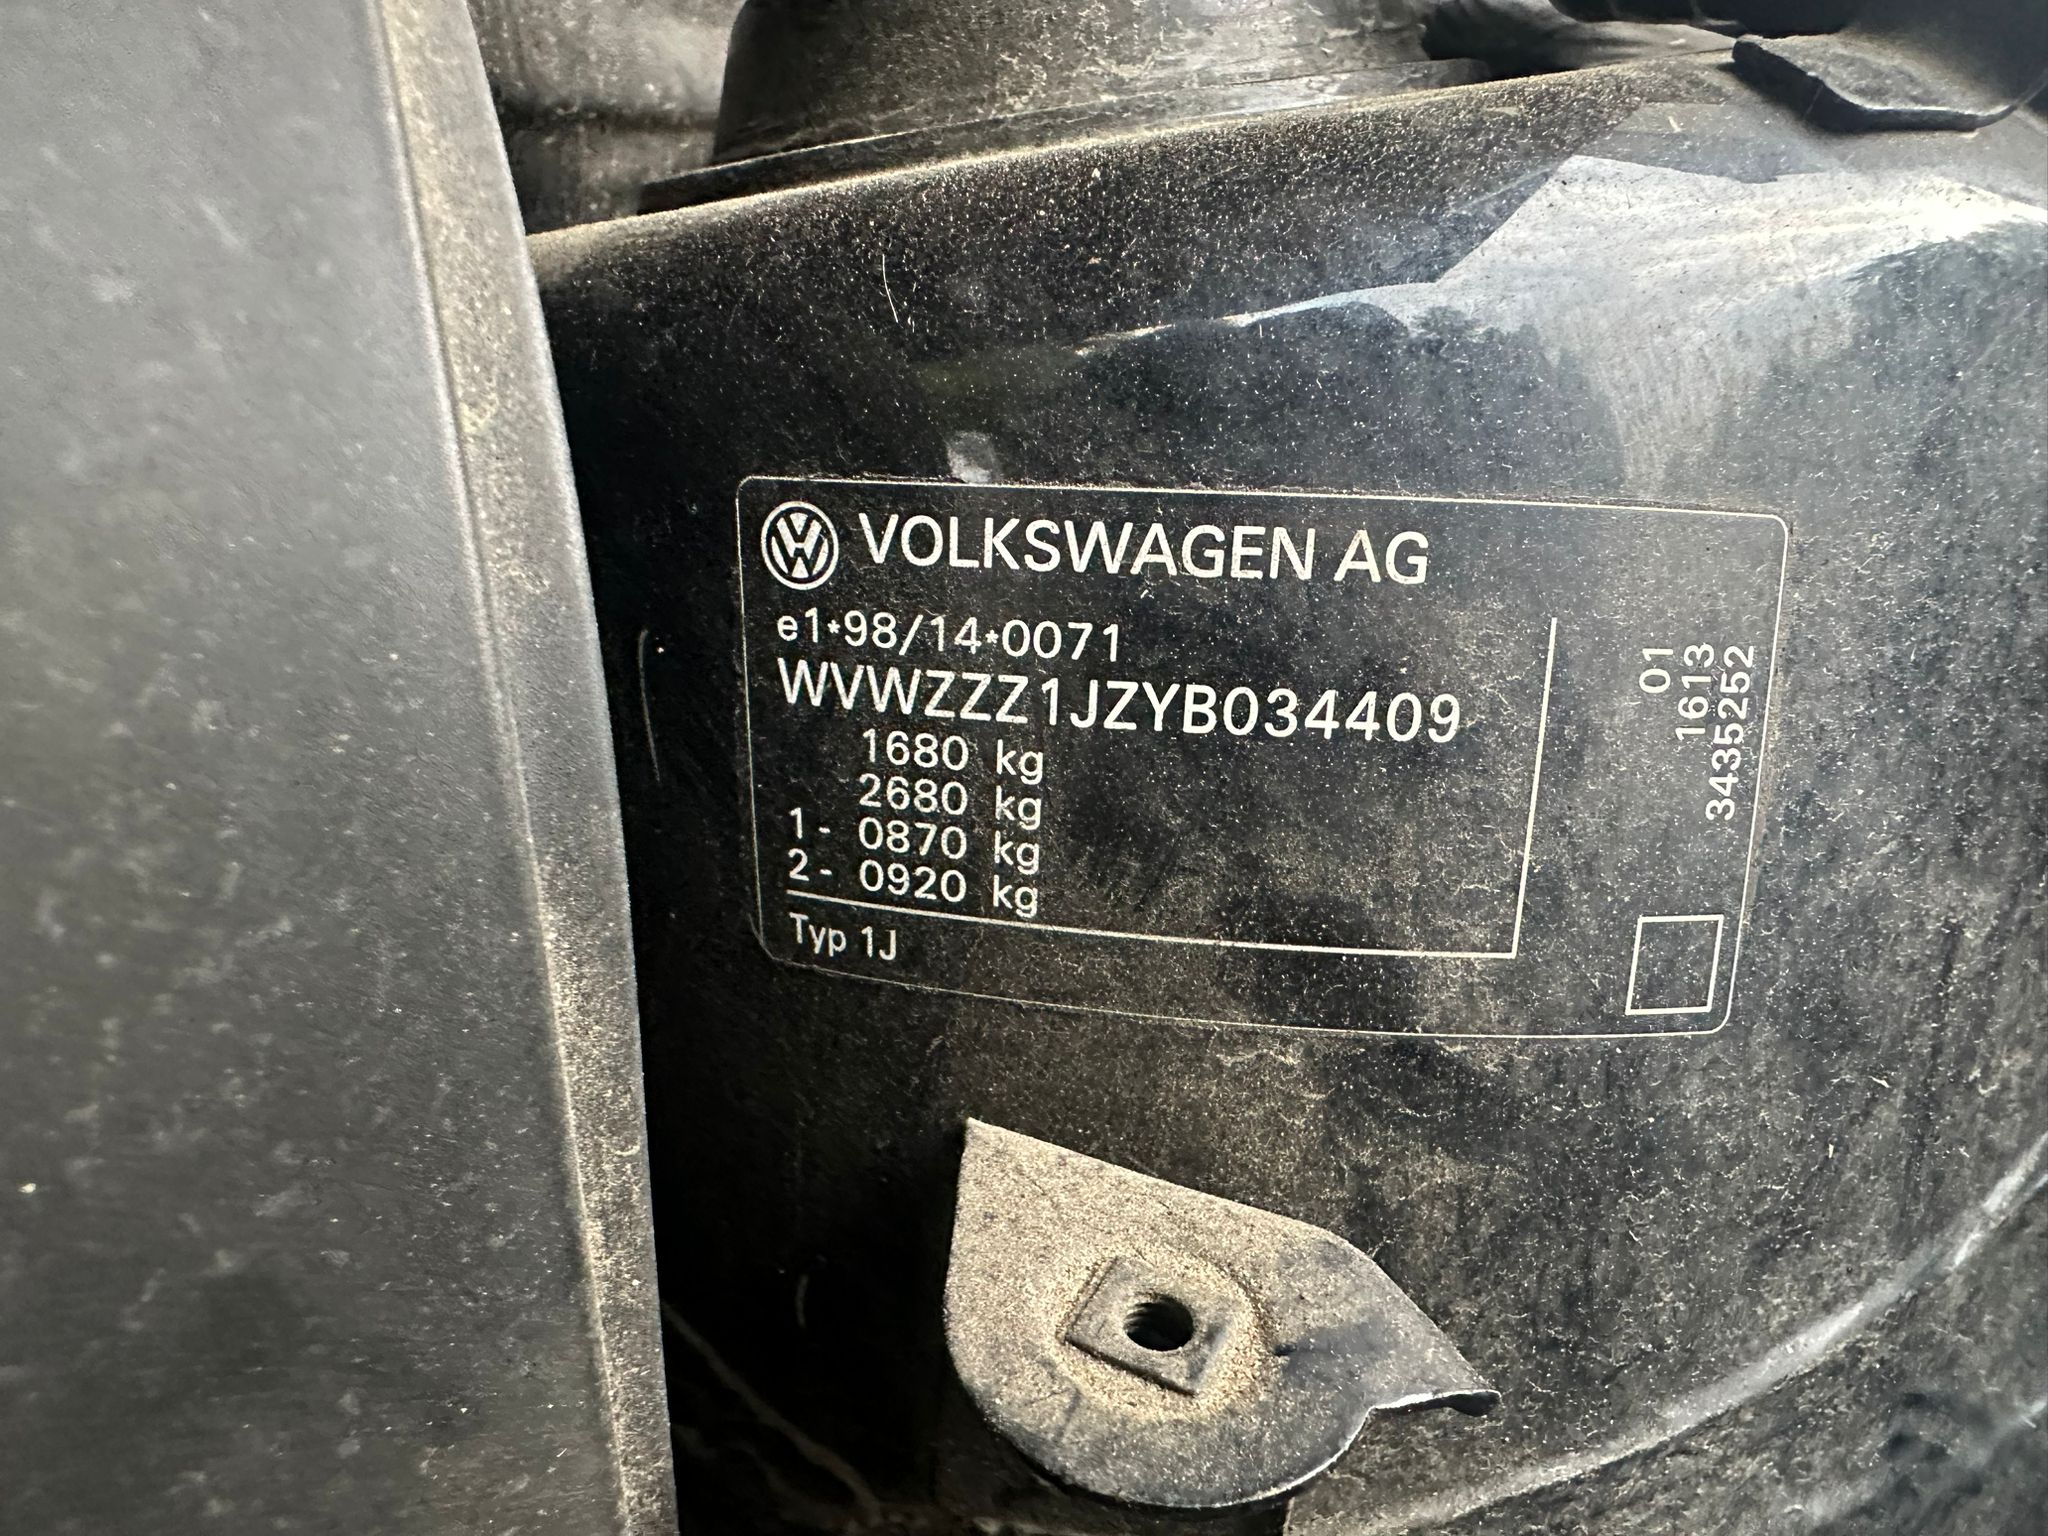 VOLKSWAGEN AG
e1*98/14*0071
WVWZZZ1JZYB034409
1680 kg
2680 kg
1- 0870 kg
2- 0920 kg
Typ 1J
01
1613
3435252